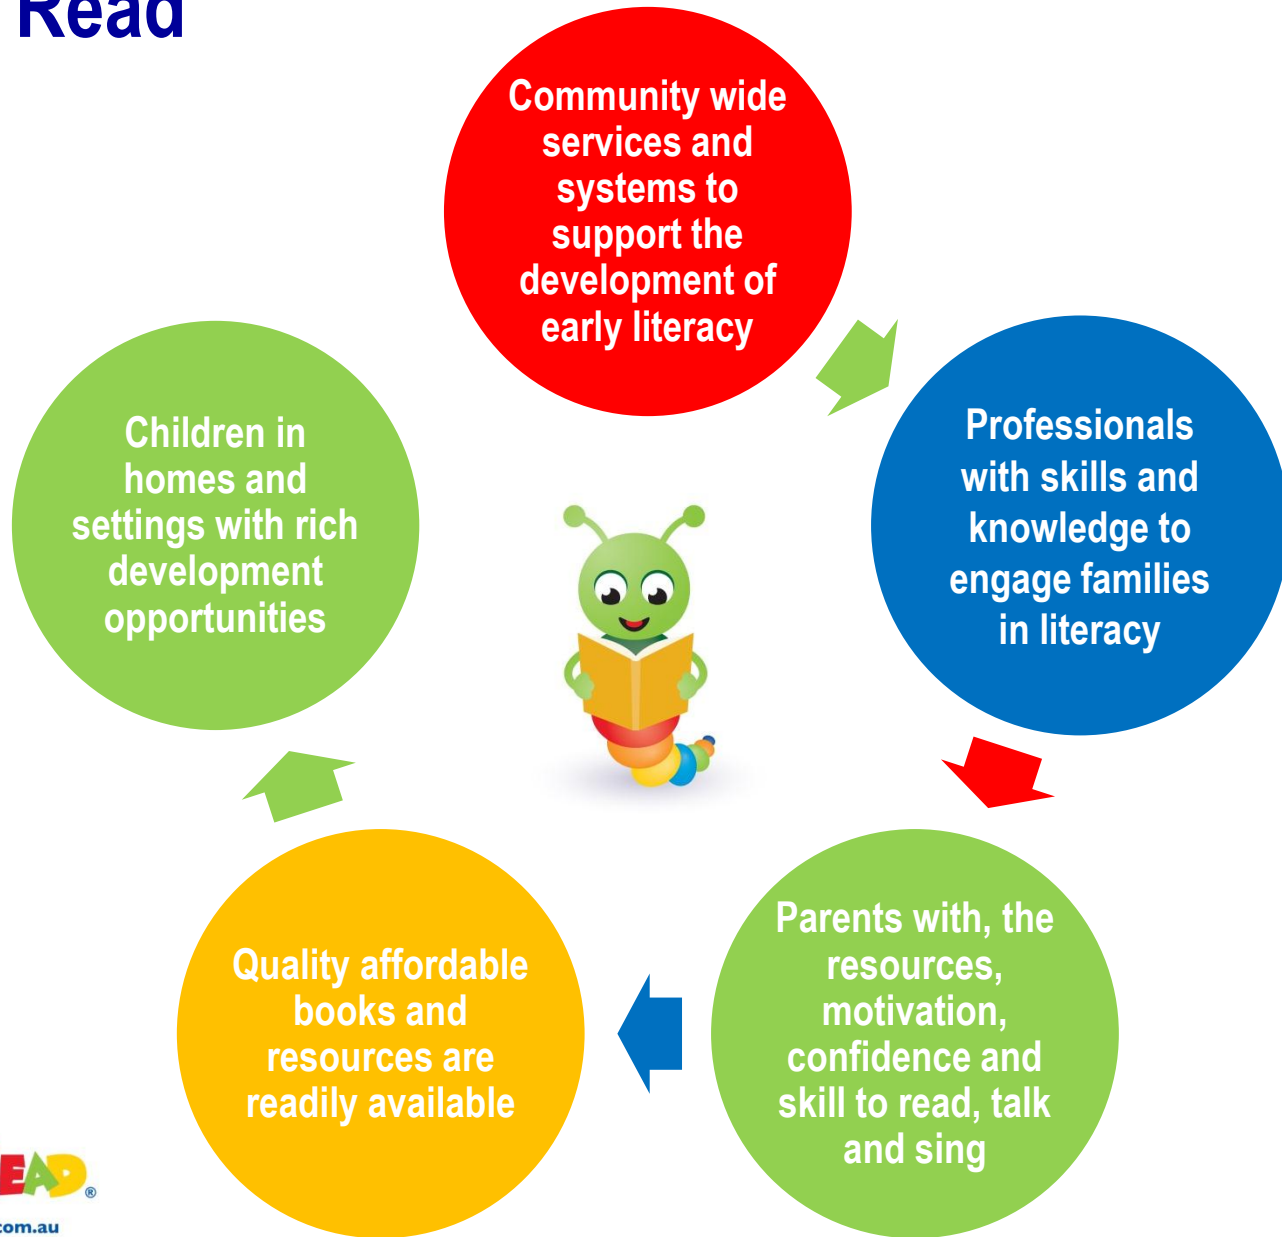 Read
Community wide
services and
systems to
support the
development of
early literacy
Professionals
with skills and
knowledge to
engage families
in literacy
Parents with, the
resources,
motivation,
confidence and
skill to read, talk
and sing
Quality affordable
books and
resources are
readily available
Children in
homes and
settings with rich
development
opportunities
EAD®
com.au